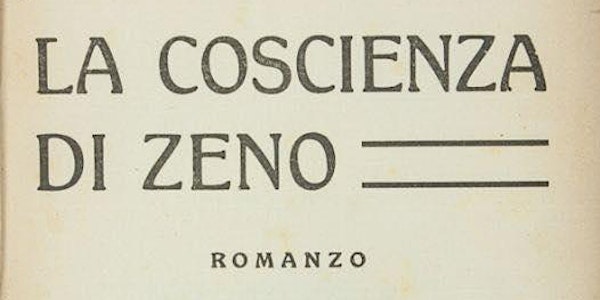 LA COSCIENZA
DI ZENO
ROMANZO